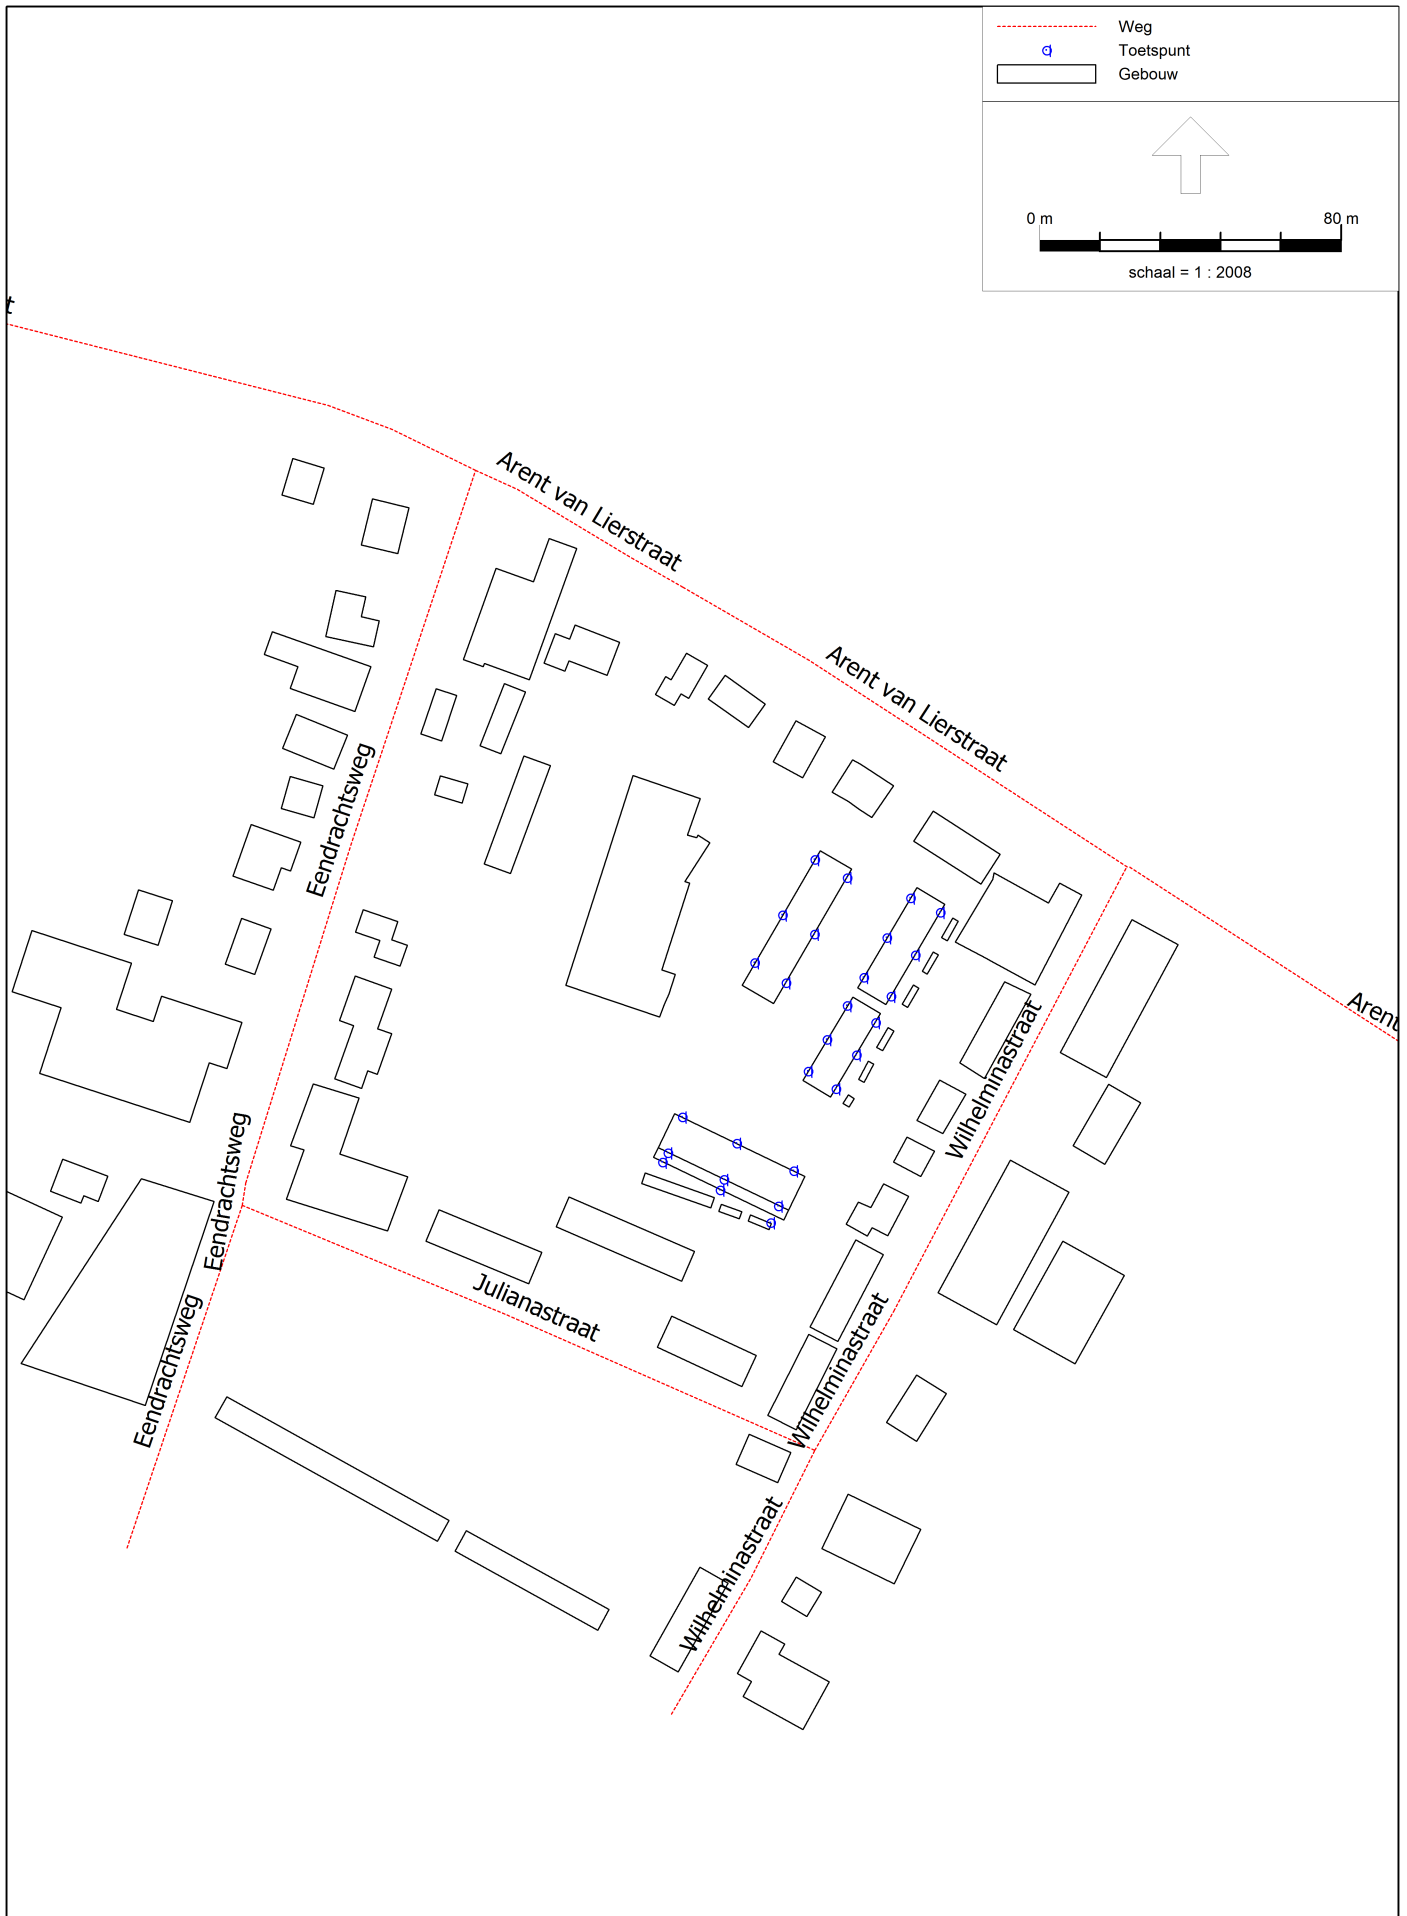 Weg
Toetspunt
Gebouw
0 m
80 m
schaal = 1 : 2008
t
Arent van Lierstraat
Arent van Lierstraat
Eendrachtsweg
Arent
Wilhelminastraat
Eendrachtsweg
Julianastraat
Eendrachtsweg
Wilhelminastraat
Wilhelminastraat